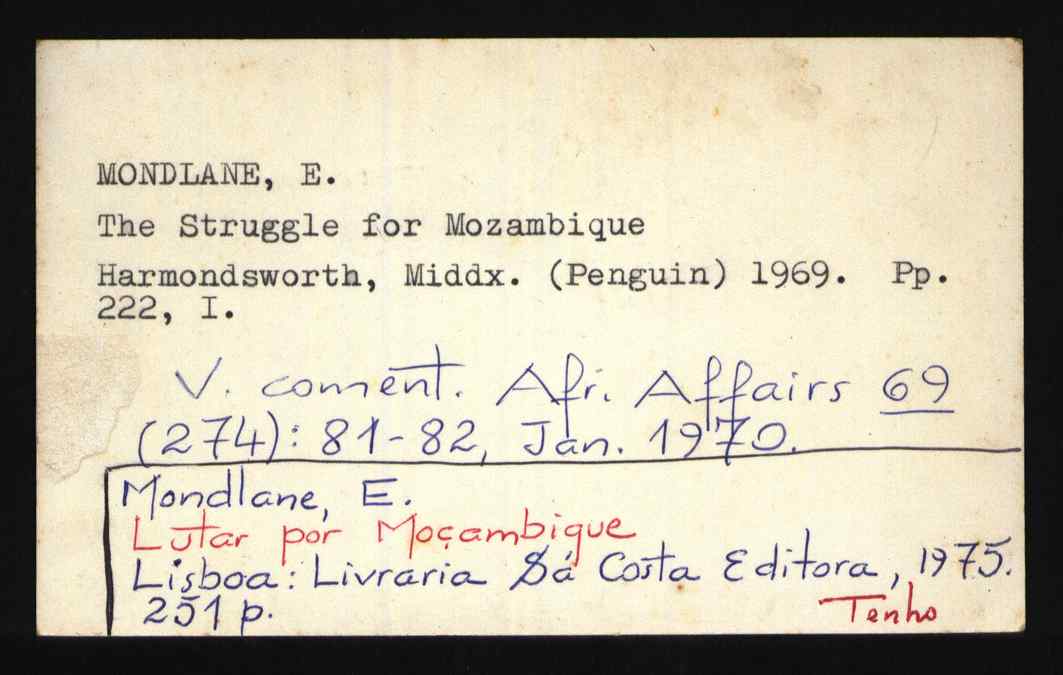 MONDLANE, E.
The Struggle for Mozambique
Harmondsworth, Middx. (Penguin) 1969. Pp.
222, I.
V. coment. Afr. Affairs 69
(274): 81-82, Jan. 1970.
Mondlane, E.
Lutar por Moçambique
Lisboa: Livraria Sá Costa Editora, 1975.
251 p.
Tenho